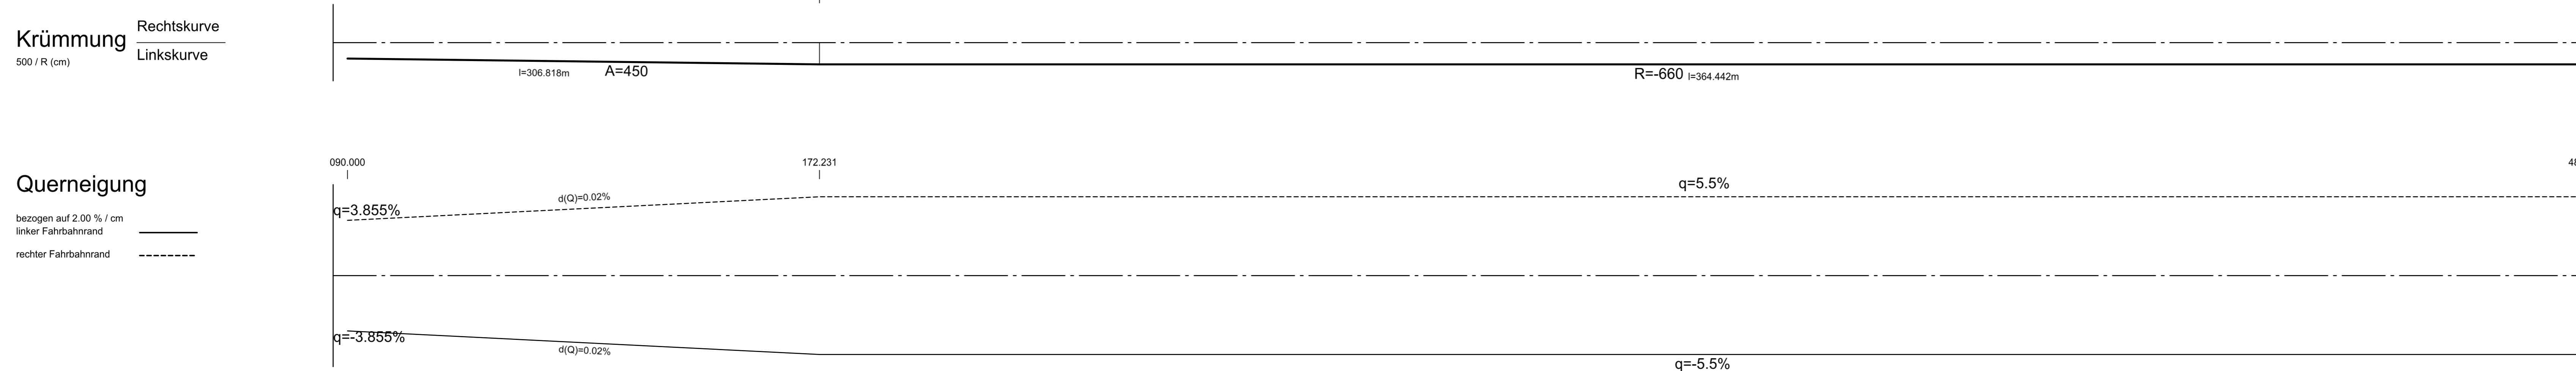 Krümmung
Rechtskurve
Linkskurve
500 / R (cm)
l=306.818m
A=450
R=-660 l=364.442m
090.000
172.231
48
Querneigung
bezogen auf 2.00 % / cm
linker Fahrbahnrand
rechter Fahrbahnrand
q=3.855%
d(Q)=0.02%
q=5.5%
q=-3.855%
d(Q)=0.02%
q=-5.5%